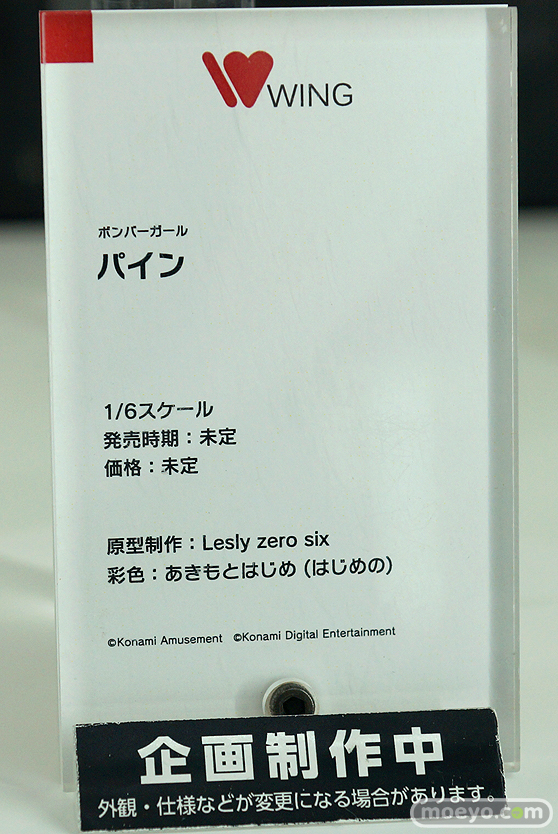 WING
ボンバーガール
パイン
1/6スケール
発売時期：未定
価格：未定
原型制作：Lesly zero six
彩色：あきもとはじめ (はじめの)
©Konami Amusement ©Konami Digital Entertainment
企画制作中
外観・仕様などが変更になる場合があります。
moeyo.com